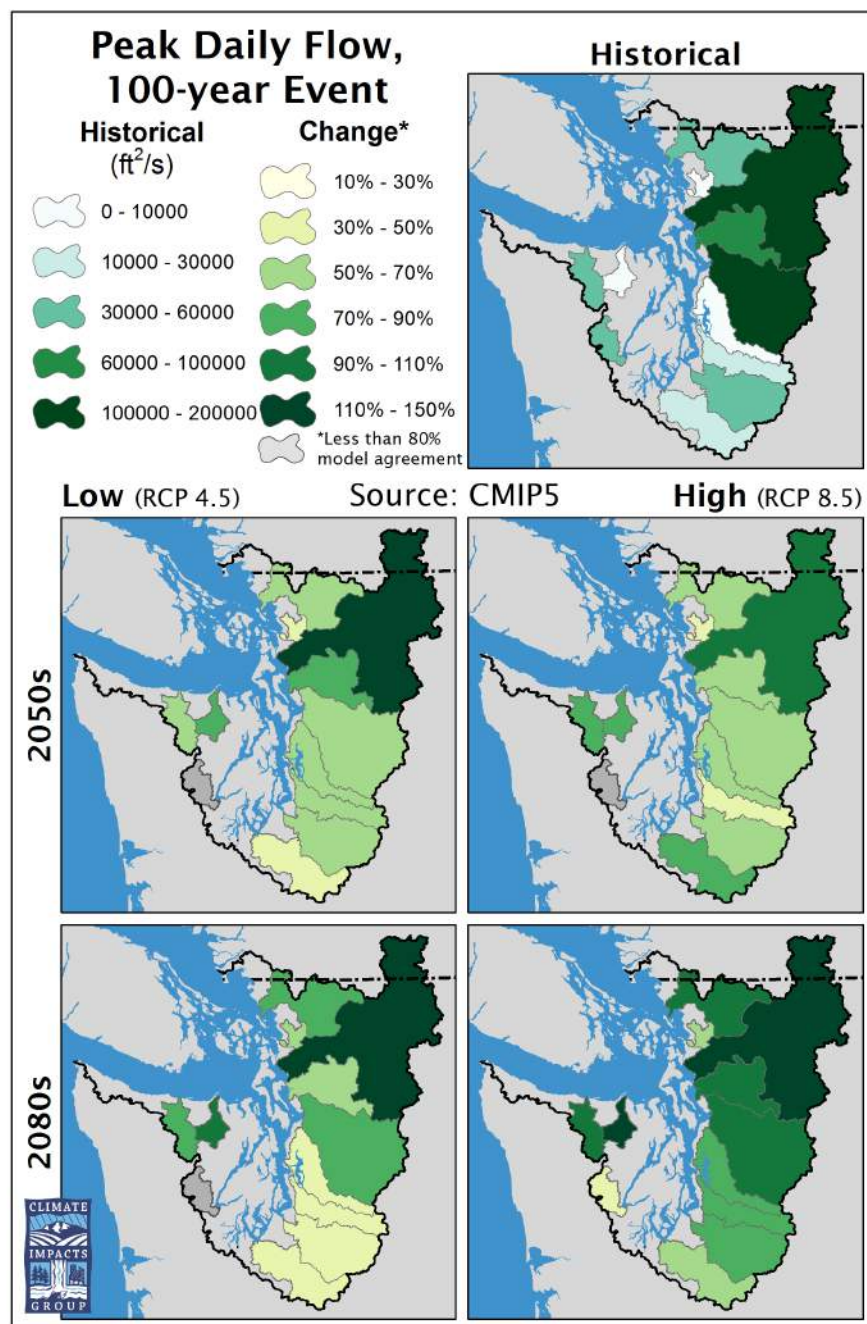 Peak Daily Flow,
100-year Event
Historical
(ft²/s)
0 - 10000
10000 - 30000
30000 - 60000
60000 - 100000
100000 - 200000
Change*
10% - 30%
30% - 50%
50% - 70%
70% - 90%
90% - 110%
110% - 150%
*Less than 80%
model agreement
Historical
Low (RCP 4.5)
Source: CMIP5
High (RCP 8.5)
2050s
2080s
CLIMATE
IMPACTS
GROUP